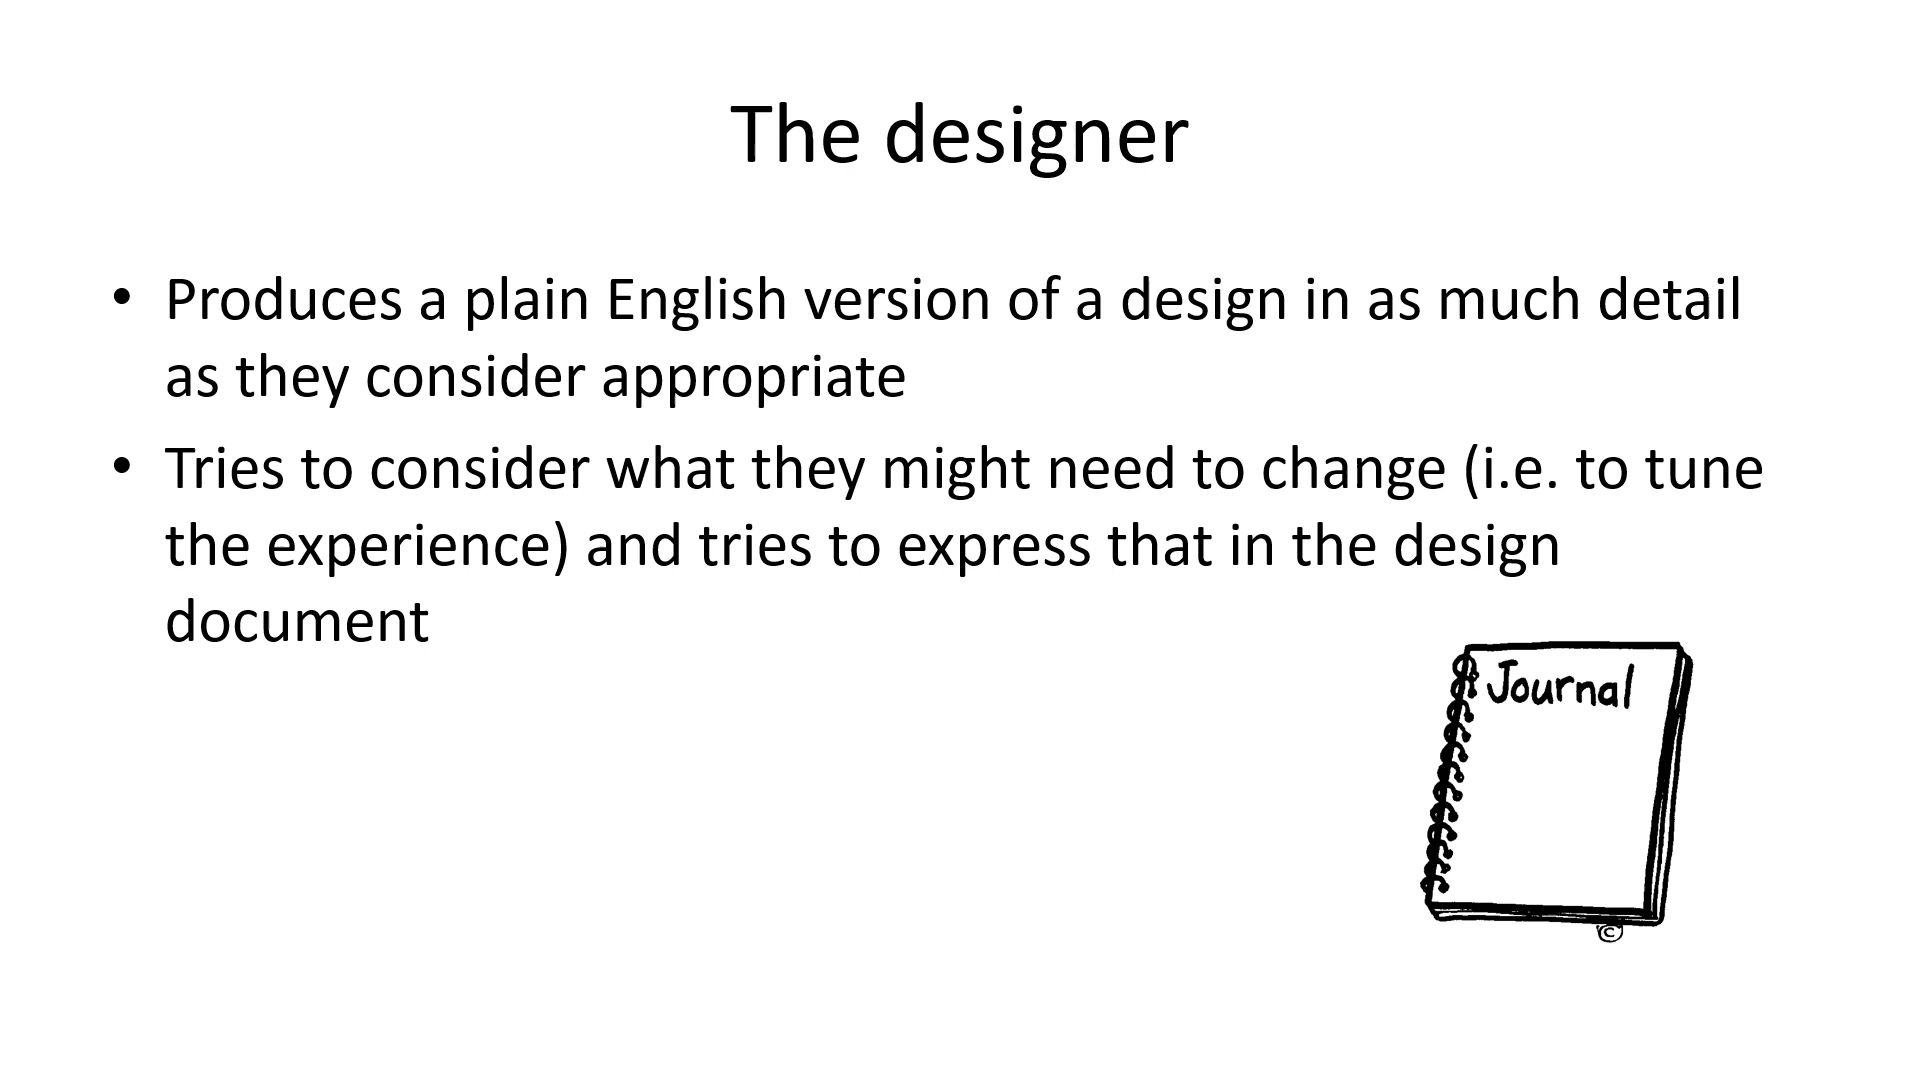 The designer
• Produces a plain English version of a design in as much detail
as they consider appropriate
• Tries to consider what they might need to change (i.e. to tune
the experience) and tries to express that in the design
document
Journal
©